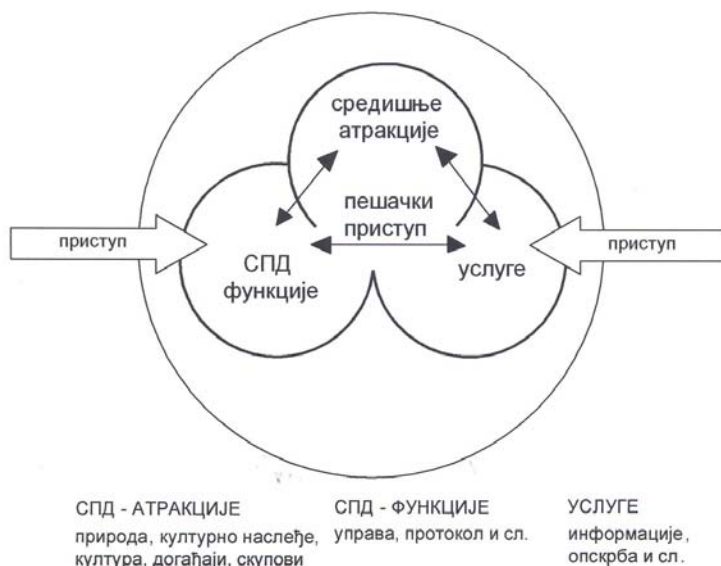 средишње
атракције
пешачки
приступ
приступ
приступ
СПД
функције
услуге
СПД - АТРАКЦИЈЕ
природа, културно наслеђе,
култура, догађаји, скупови
СПД - ФУНКЦИЈЕ
управа, протокол и сл.
УСЛУГЕ
информације,
опскрба и сл.